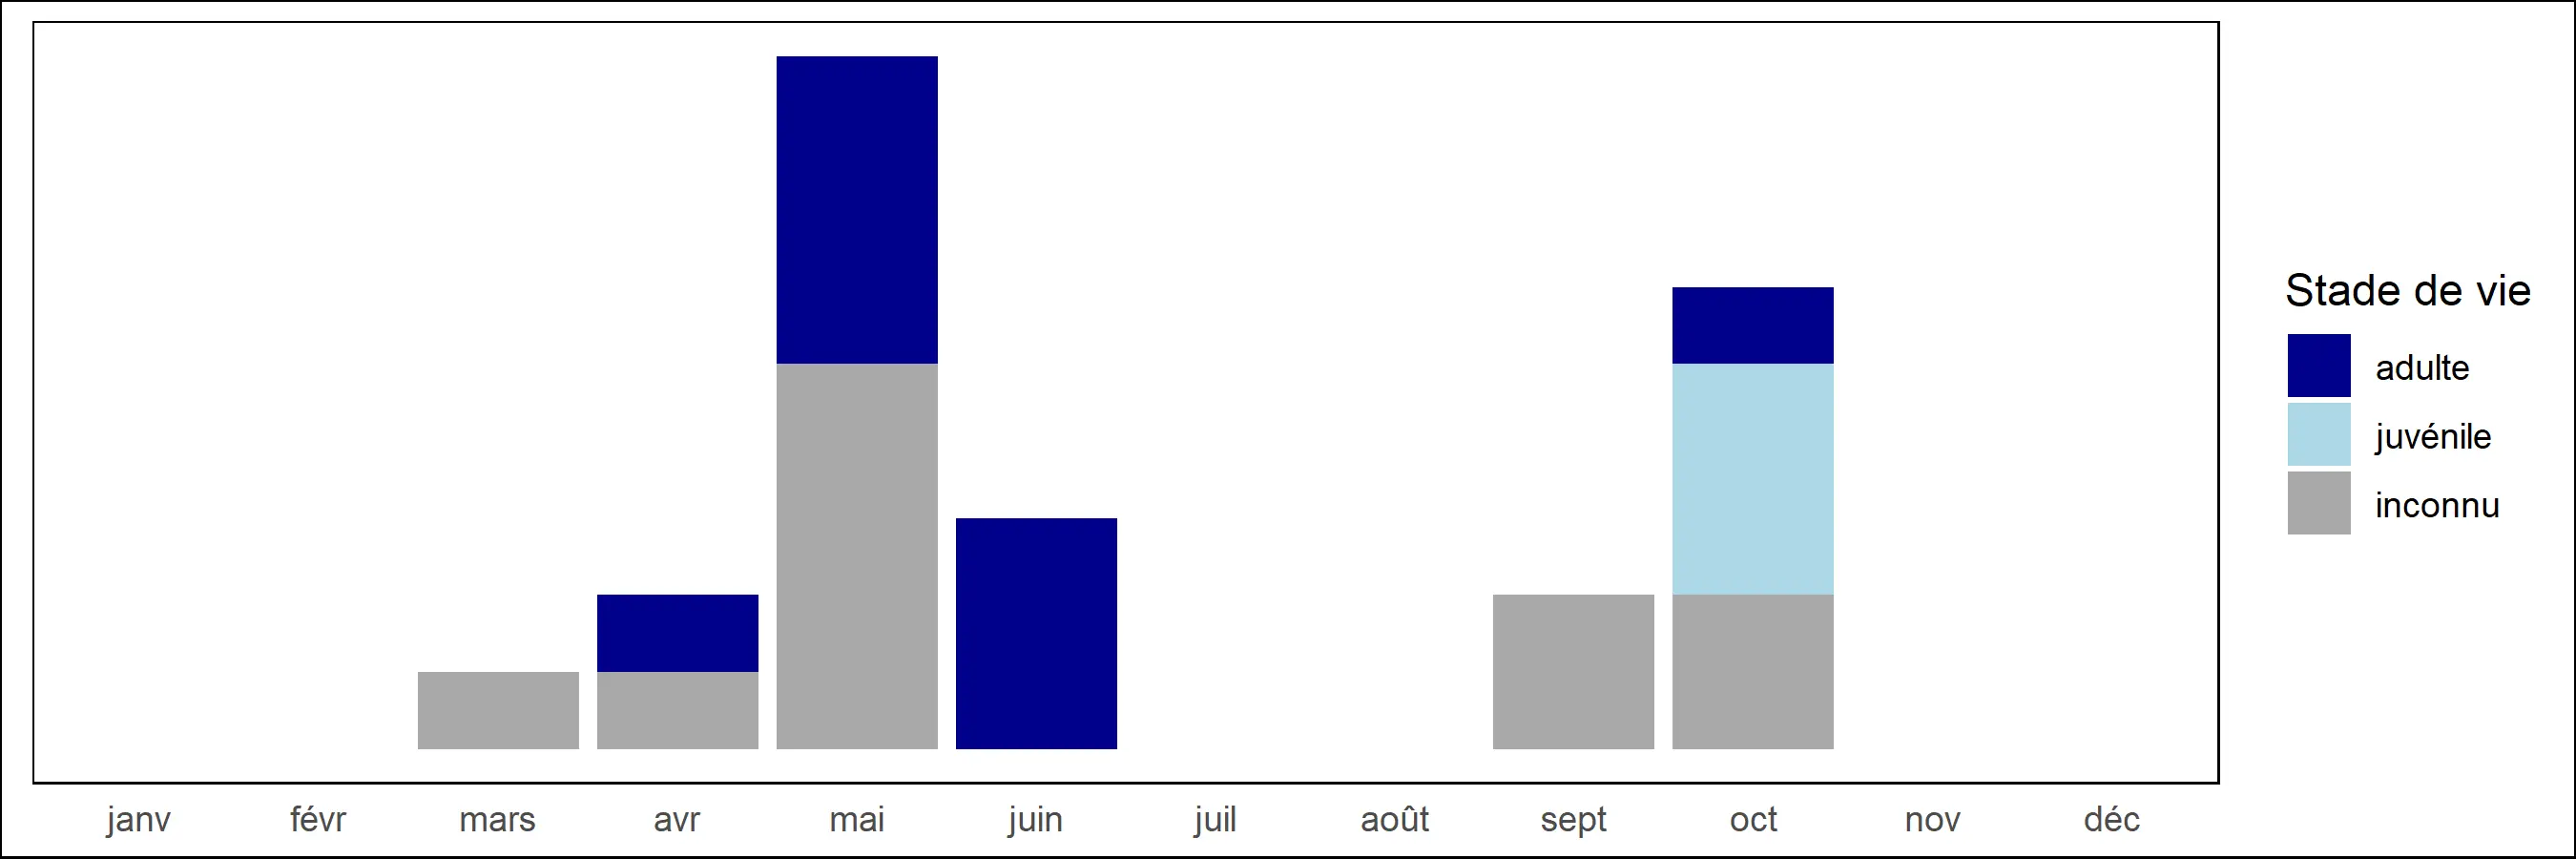 Stade de vie
adulte
juvénile
inconnu
janv févr mars avr mai juin juil août sept oct nov déc